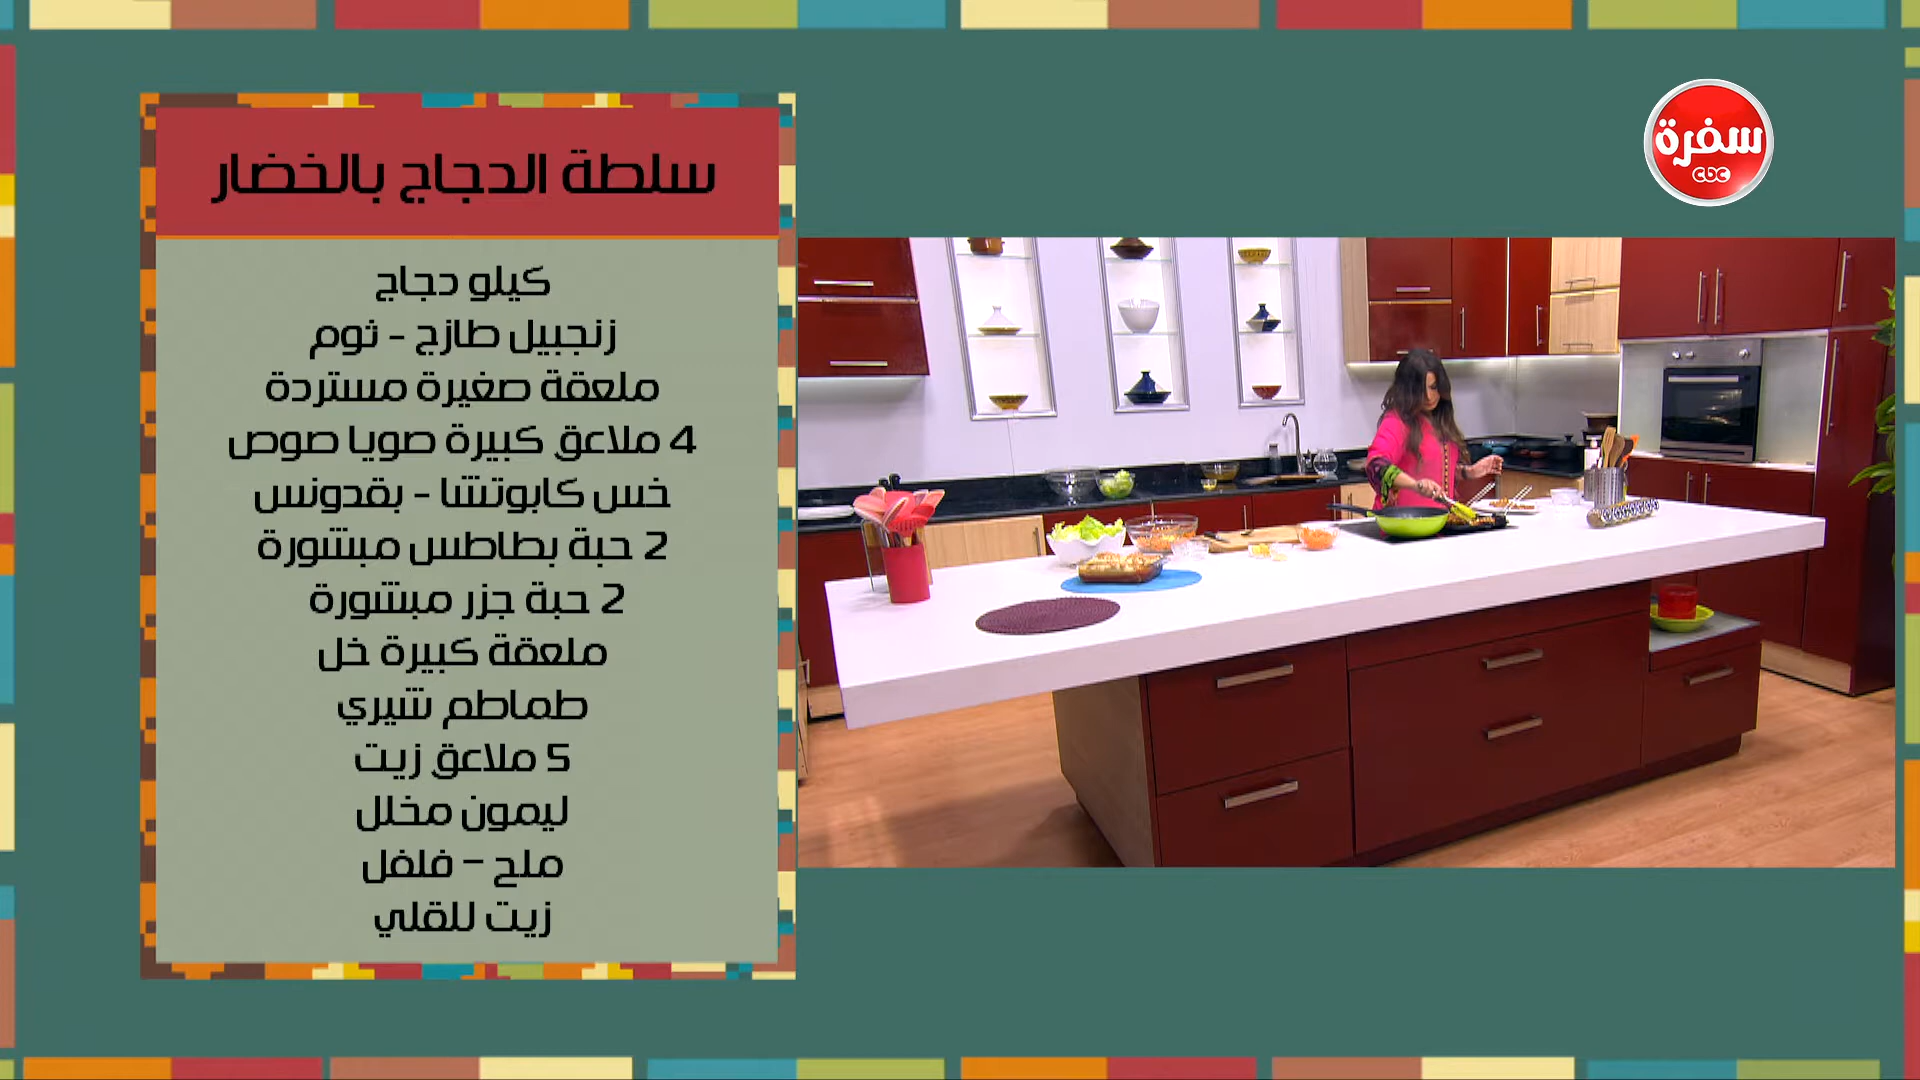 سلطة الدجاج بالخضار
كيلو دجاج
زنجبيل طازج - ثوم
ملعقة صغيرة مستردة
4 ملاعق كبيرة صويا صوص
خس كابوتشا - بقدونس
2 حبة بطاطس مبشورة
2 حبة جزر مبشورة
ملعقة كبيرة خل
طماطم شيري
5 ملاعق زيت
ليمون مخلل
ملح – فلفل
زيت للقلي
سفرة
cbc